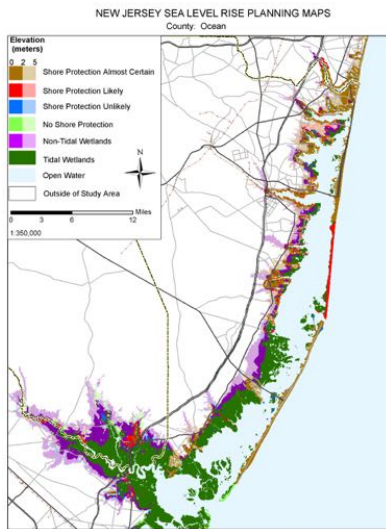 NEW JERSEY SEA LEVEL RISE PLANNING MAPS
County: Ocean
Elevation
(meters)
0 2 5
Shore Protection Almost Certain
Shore Protection Likely
Shore Protection Unlikely
No Shore Protection
Non-Tidal Wetlands
Tidal Wetlands
Open Water
Outside of Study Area
N
Miles
0 3 6 12
1:350,000